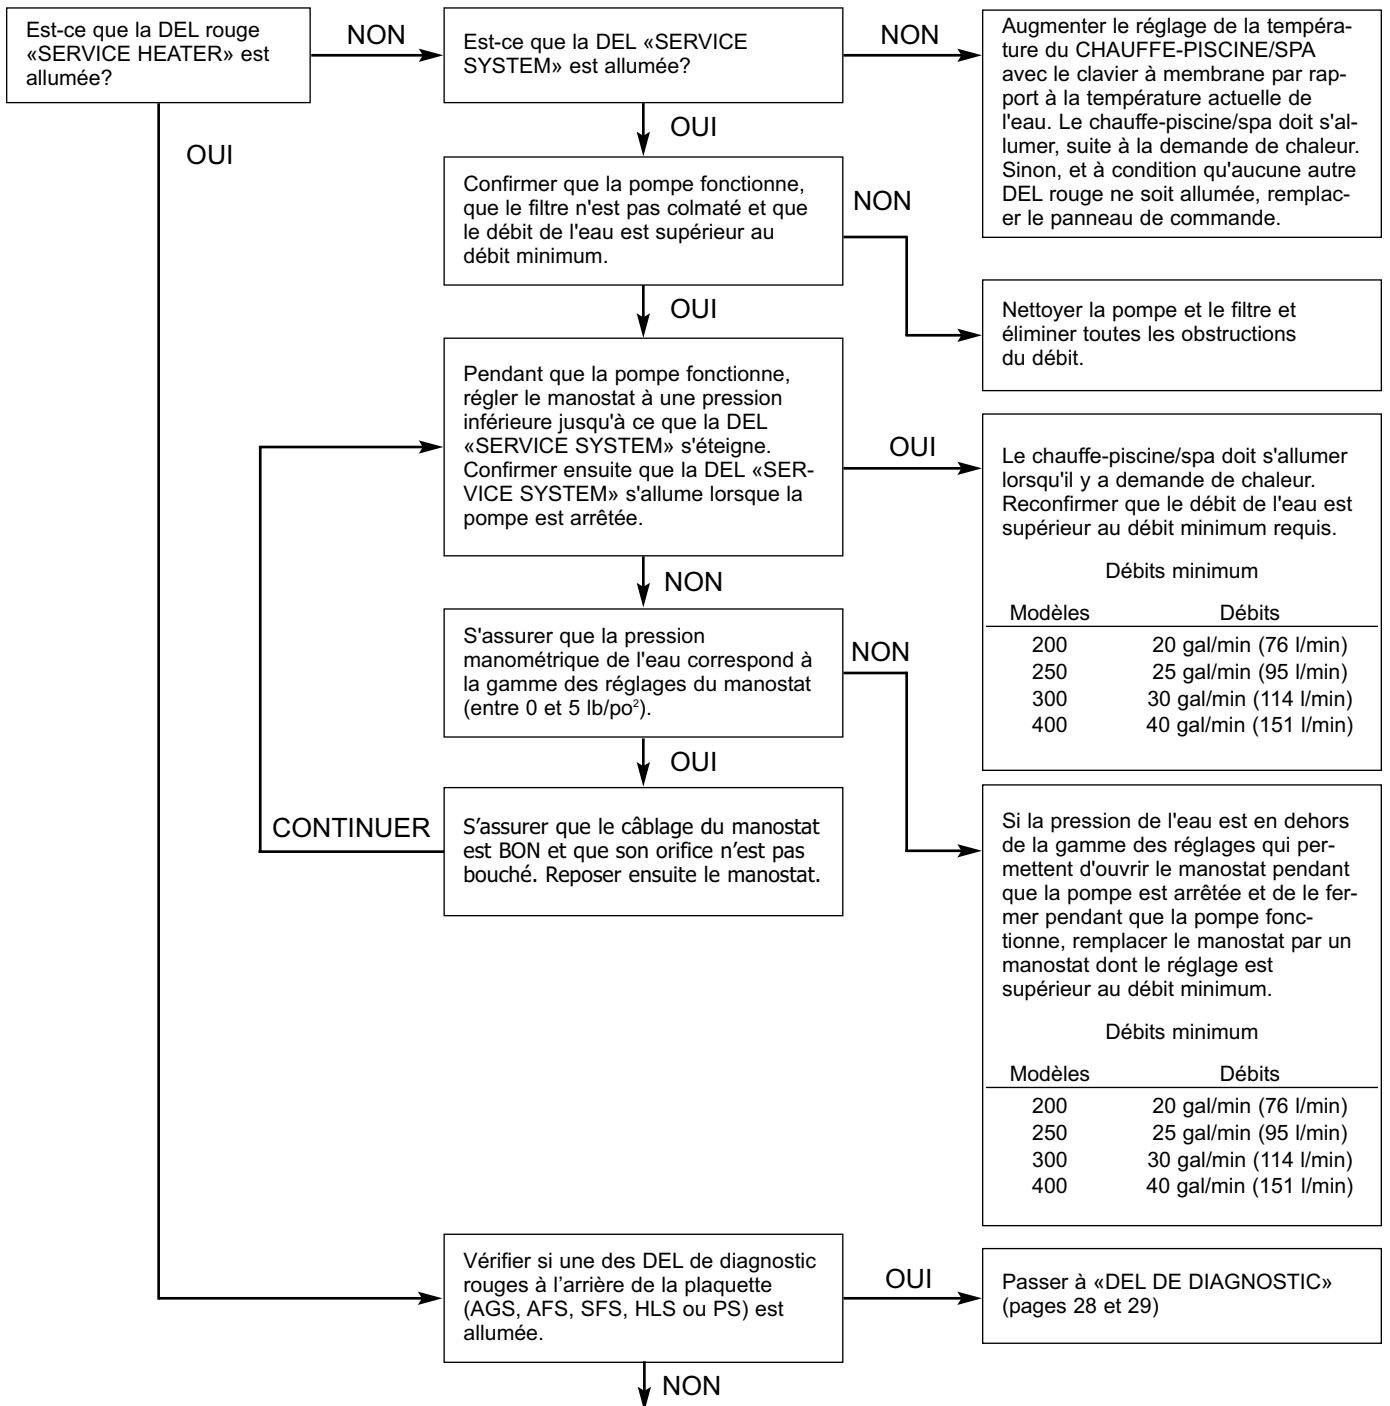 Est-ce que la DEL rouge
«SERVICE HEATER» est
allumée?
NON
Est-ce que la DEL «SERVICE
SYSTEM» est allumée?
NON
Augmenter le réglage de la tempéra-
ture du CHAUFFE-PISCINE/SPA
avec le clavier à membrane par rap-
port à la température actuelle de
l'eau. Le chauffe-piscine/spa doit s'al-
lumer, suite à la demande de chaleur.
Sinon, et à condition qu'aucune autre
DEL rouge ne soit allumée, remplac-
er le panneau de commande.
OUI
OUI
Confirmer que la pompe fonctionne,
que le filtre n'est pas colmaté et que
le débit de l'eau est supérieur au
débit minimum.
NON
Nettoyer la pompe et le filtre et
éliminer toutes les obstructions
du débit.
OUI
Pendant que la pompe fonctionne,
régler le manostat à une pression
inférieure jusqu'à ce que la DEL
«SERVICE SYSTEM» s'éteigne.
Confirmer ensuite que la DEL «SER-
VICE SYSTEM» s'allume lorsque la
pompe est arrêtée.
OUI
Le chauffe-piscine/spa doit s'allumer
lorsqu'il y a demande de chaleur.
Reconfirmer que le débit de l'eau est
supérieur au débit minimum requis.
Débits minimum
Modèles Débits
200 20 gal/min (76 l/min)
250 25 gal/min (95 l/min)
300 30 gal/min (114 l/min)
400 40 gal/min (151 l/min)
NON
S'assurer que la pression
manométrique de l'eau correspond à
la gamme des réglages du manostat
(entre 0 et 5 lb/po²).
NON
OUI
CONTINUER
S'assurer que le câblage du manostat
est BON et que son orifice n'est pas
bouché. Reposer ensuite le manostat.
Si la pression de l'eau est en dehors
de la gamme des réglages qui per-
mettent d'ouvrir le manostat pendant
que la pompe est arrêtée et de le fer-
mer pendant que la pompe fonc-
tionne, remplacer le manostat par un
manostat dont le réglage est
supérieur au débit minimum.
Débits minimum
Modèles Débits
200 20 gal/min (76 l/min)
250 25 gal/min (95 l/min)
300 30 gal/min (114 l/min)
400 40 gal/min (151 l/min)
Vérifier si une des DEL de diagnostic
rouges à l'arrière de la plaquette
(AGS, AFS, SFS, HLS ou PS) est
allumée.
OUI
Passer à «DEL DE DIAGNOSTIC»
(pages 28 et 29)
NON